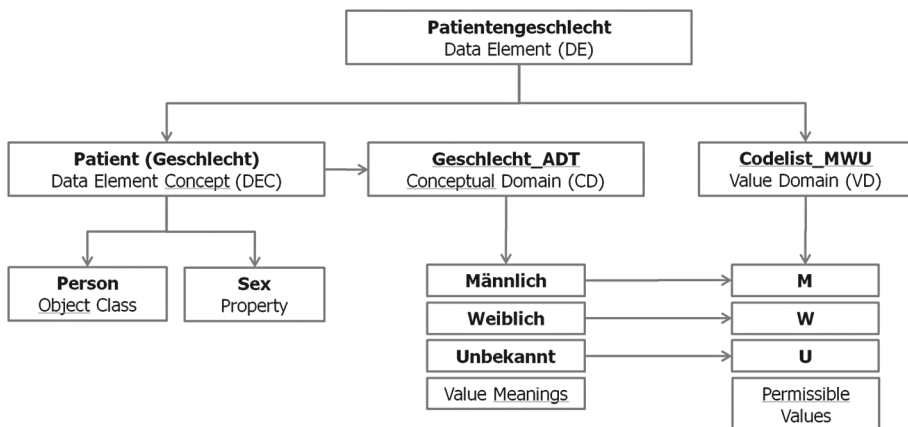 Patientengeschlecht
Data Element (DE)
Patient (Geschlecht)
Data Element Concept (DEC)
Geschlecht_ADT
Conceptual Domain (CD)
Codelist_MWU
Value Domain (VD)
Person
Object Class
Sex
Property
Männlich
M
Weiblich
W
Unbekannt
U
Value Meanings
Permissible
Values